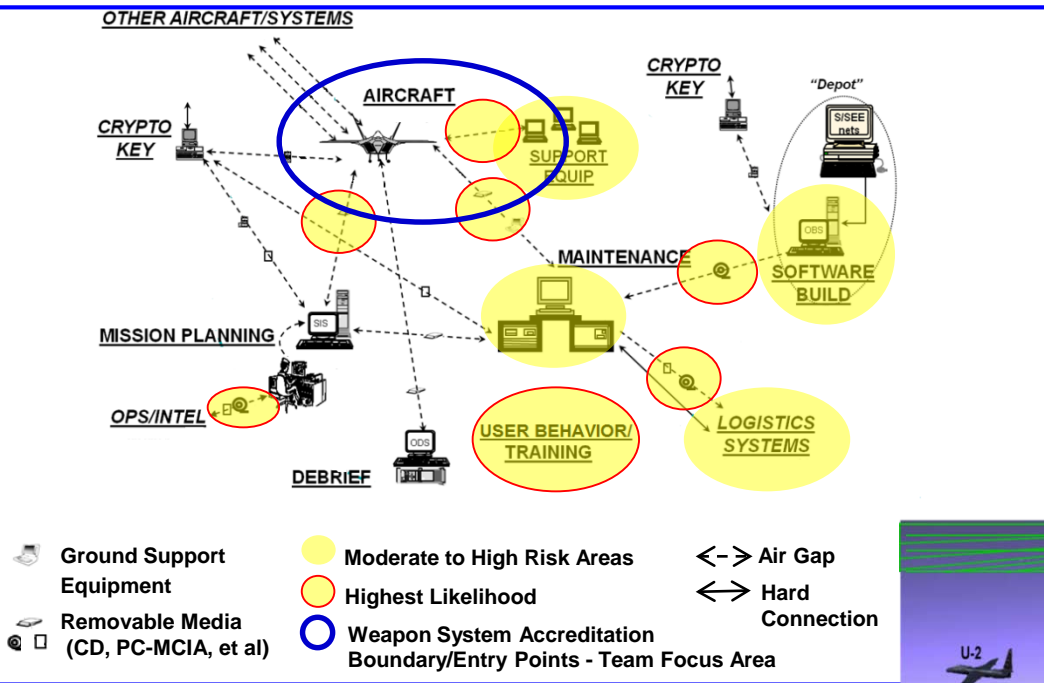 OTHER AIRCRAFT/SYSTEMS
CRYPTO
KEY
"Depot"
AIRCRAFT
S/SEE
nets
CRYPTO
KEY
SUPPORT
EQUIP
OBS
MAINTENANCE
SOFTWARE
BUILD
SIS
MISSION PLANNING
OPS/INTEL
USER BEHAVIOR/
TRAINING
LOGISTICS
SYSTEMS
ODS
DEBRiEF
Ground Support
Equipment
Removable Media
(CD, PC-MCIA, et al)
Moderate to High Risk Areas
Highest Likelihood
Weapon System Accreditation
Boundary/Entry Points - Team Focus Area
Air Gap
Hard
Connection
U-2